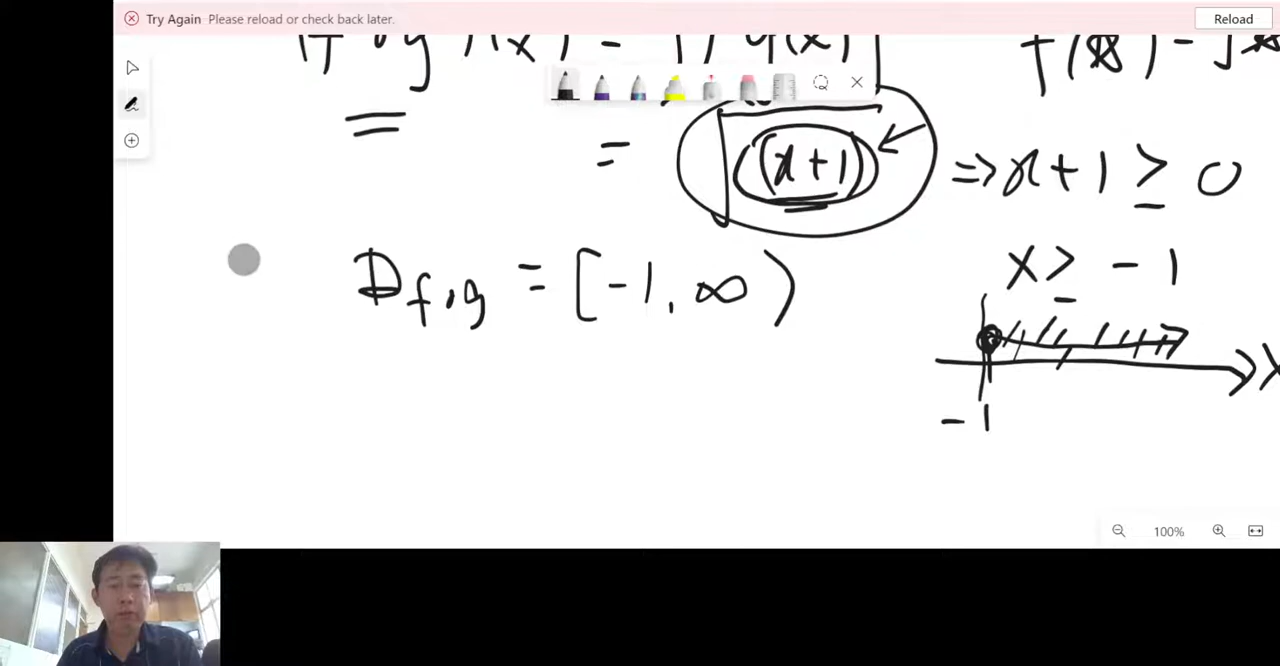 Try Again Please reload or check back later.
Reload
= √(x+1) ⇒ x + 1 ≥ 0
x ≥ - 1
D_{f∘g} = [-1, ∞)
x
- 1
100%